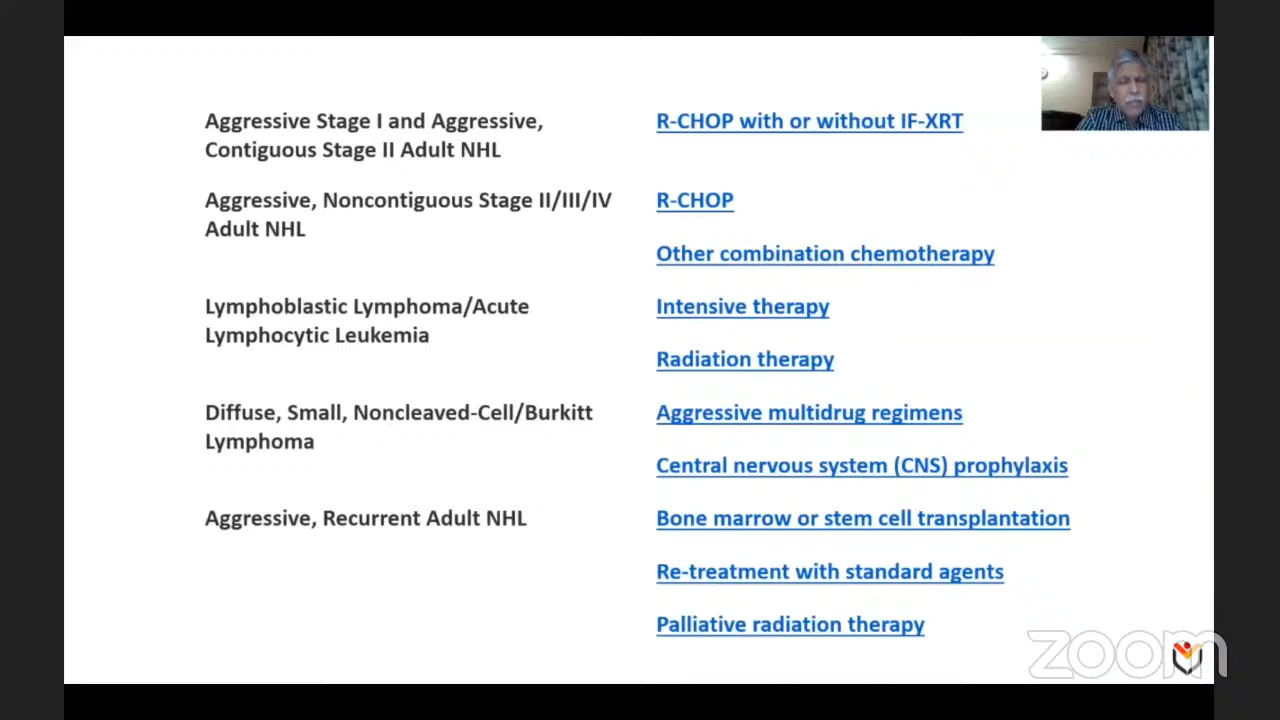 Aggressive Stage I and Aggressive,
Contiguous Stage II Adult NHL
R-CHOP with or without IF-XRT
Aggressive, Noncontiguous Stage II/III/IV
Adult NHL
R-CHOP
Other combination chemotherapy
Lymphoblastic Lymphoma/Acute
Lymphocytic Leukemia
Intensive therapy
Radiation therapy
Diffuse, Small, Noncleaved-Cell/Burkitt
Lymphoma
Aggressive multidrug regimens
Central nervous system (CNS) prophylaxis
Aggressive, Recurrent Adult NHL
Bone marrow or stem cell transplantation
Re-treatment with standard agents
Palliative radiation therapy
zoom